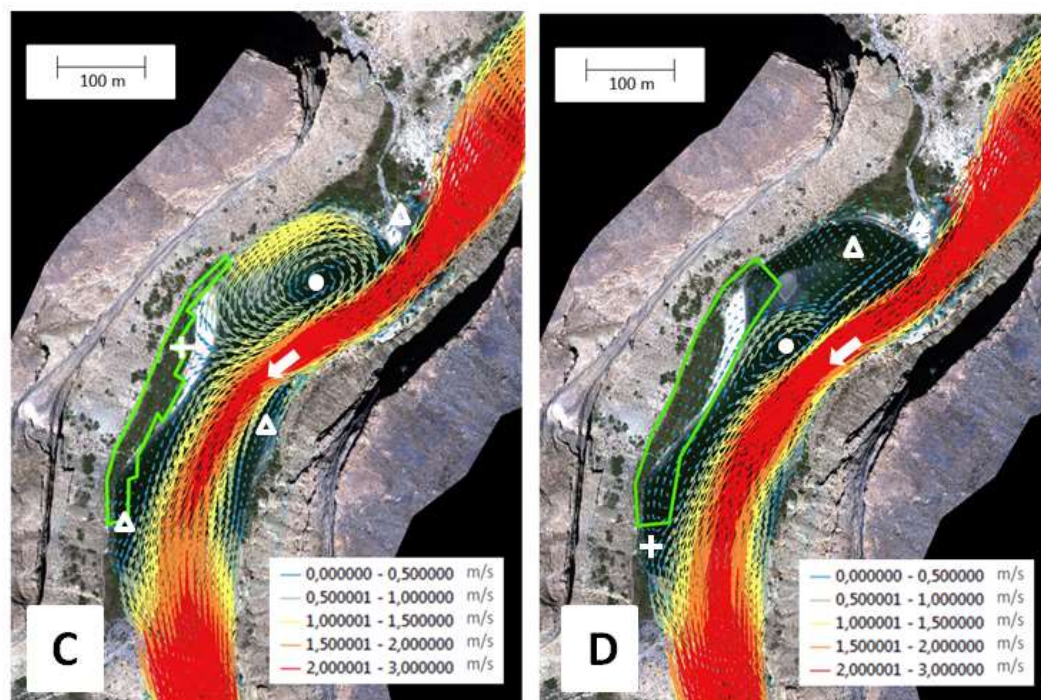 100 m
100 m
0,000000 - 0,500000 m/s
0,500001 - 1,000000 m/s
1,000001 - 1,500000 m/s
1,500001 - 2,000000 m/s
2,000001 - 3,000000 m/s
C
0,000000 - 0,500000 m/s
0,500001 - 1,000000 m/s
1,000001 - 1,500000 m/s
1,500001 - 2,000000 m/s
2,000001 - 3,000000 m/s
D